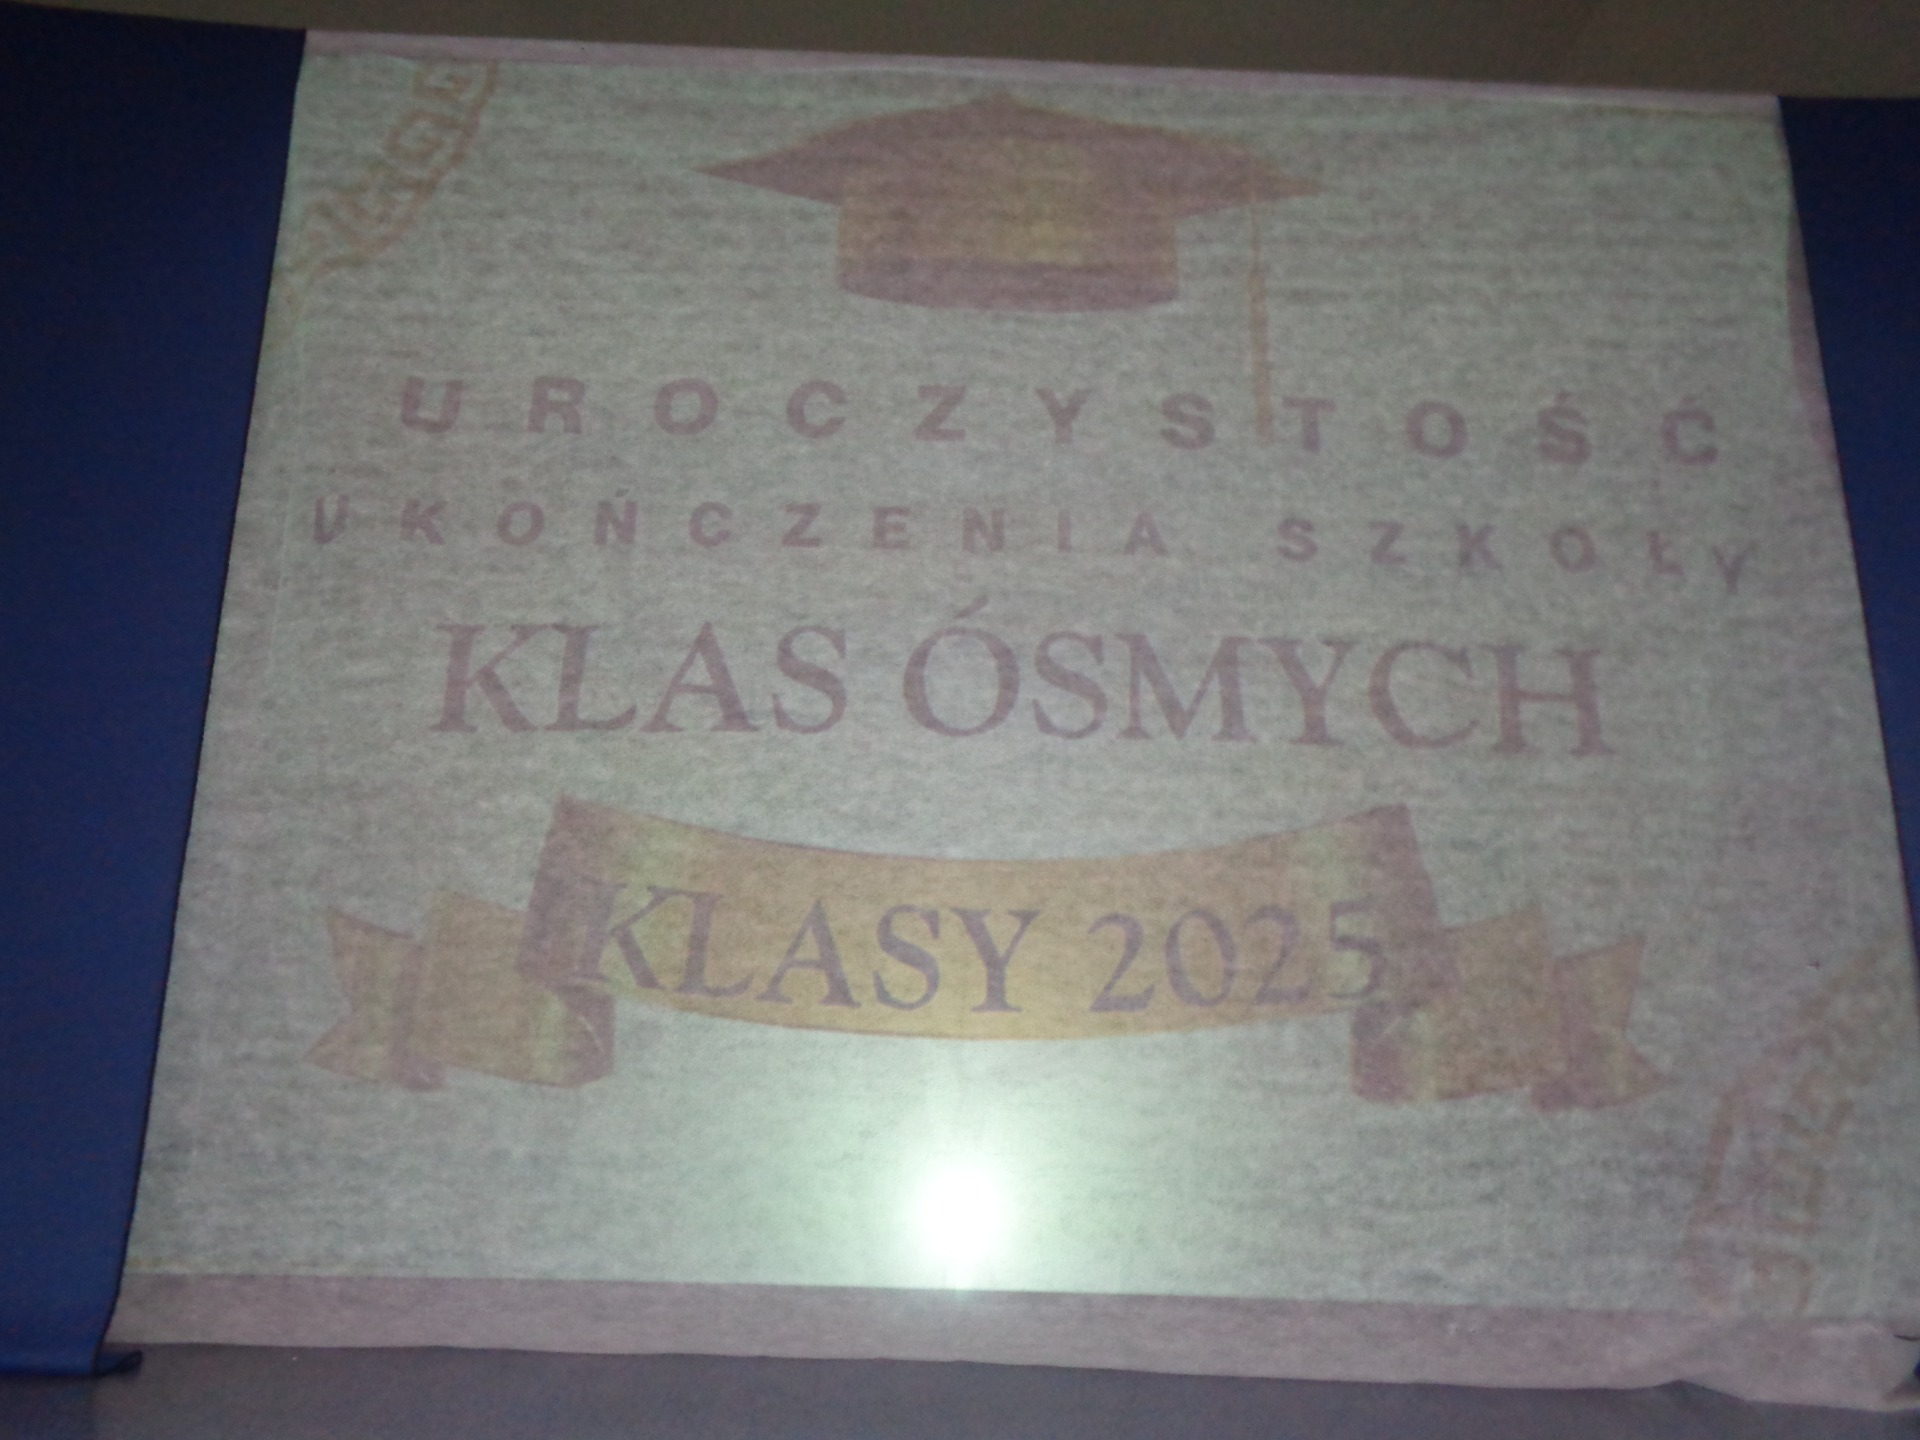 UROCZYSTOŚĆ
UKOŃCZENIA SZKOŁY
KLAS ÓSMYCH
KLASY 2025